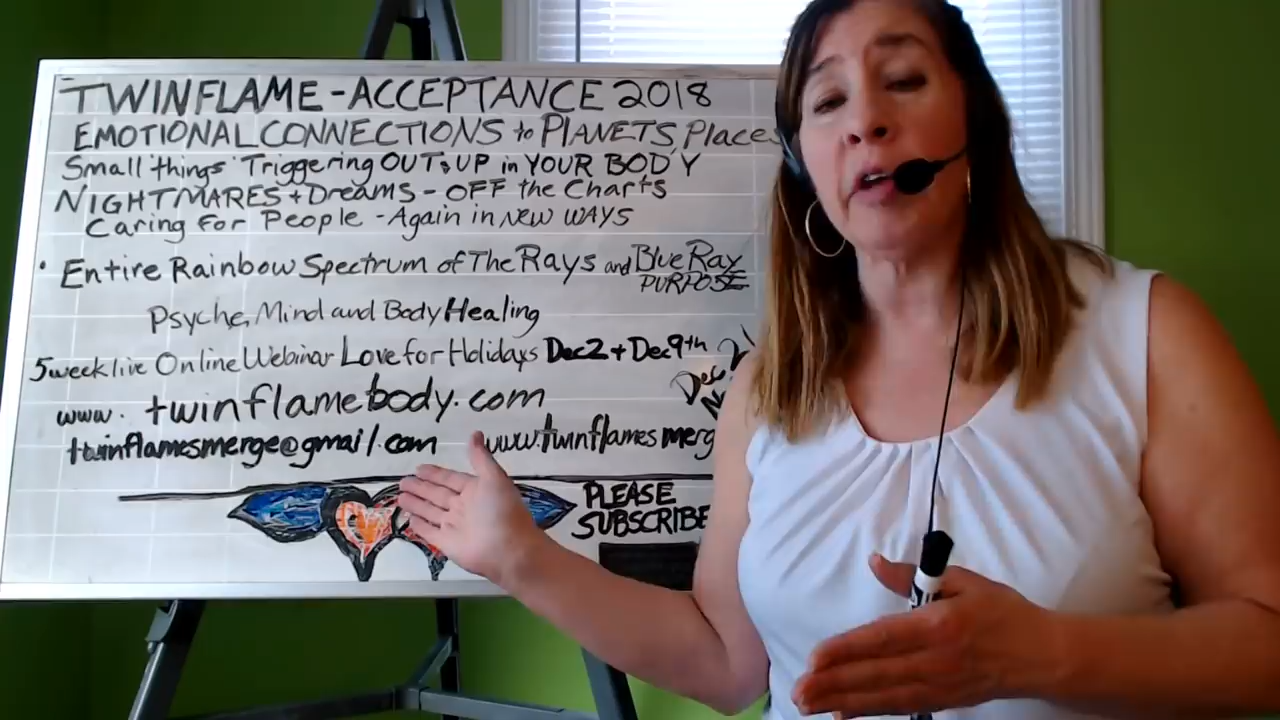 TWINFLAME-ACCEPTANCE 2018
EMOTIONAL CONNECTIONS to PLANETS, Places
Small things Triggering OUT & UP in YOUR BODY
NIGHTMARES + Dreams - OFF the Charts
Caring for People - Again in NEW WAYS
• Entire Rainbow Spectrum of The Rays and Blue Ray
PURPOSE
Psyche, Mind and Body Healing
5 week live Online Webinar Love for Holidays Dec 2 + Dec 9th
Dec
www. twinflamebody.com
twinflamesmerge@gmail.com www.twinflamesmerg
PLEASE
SUBSCRIBE